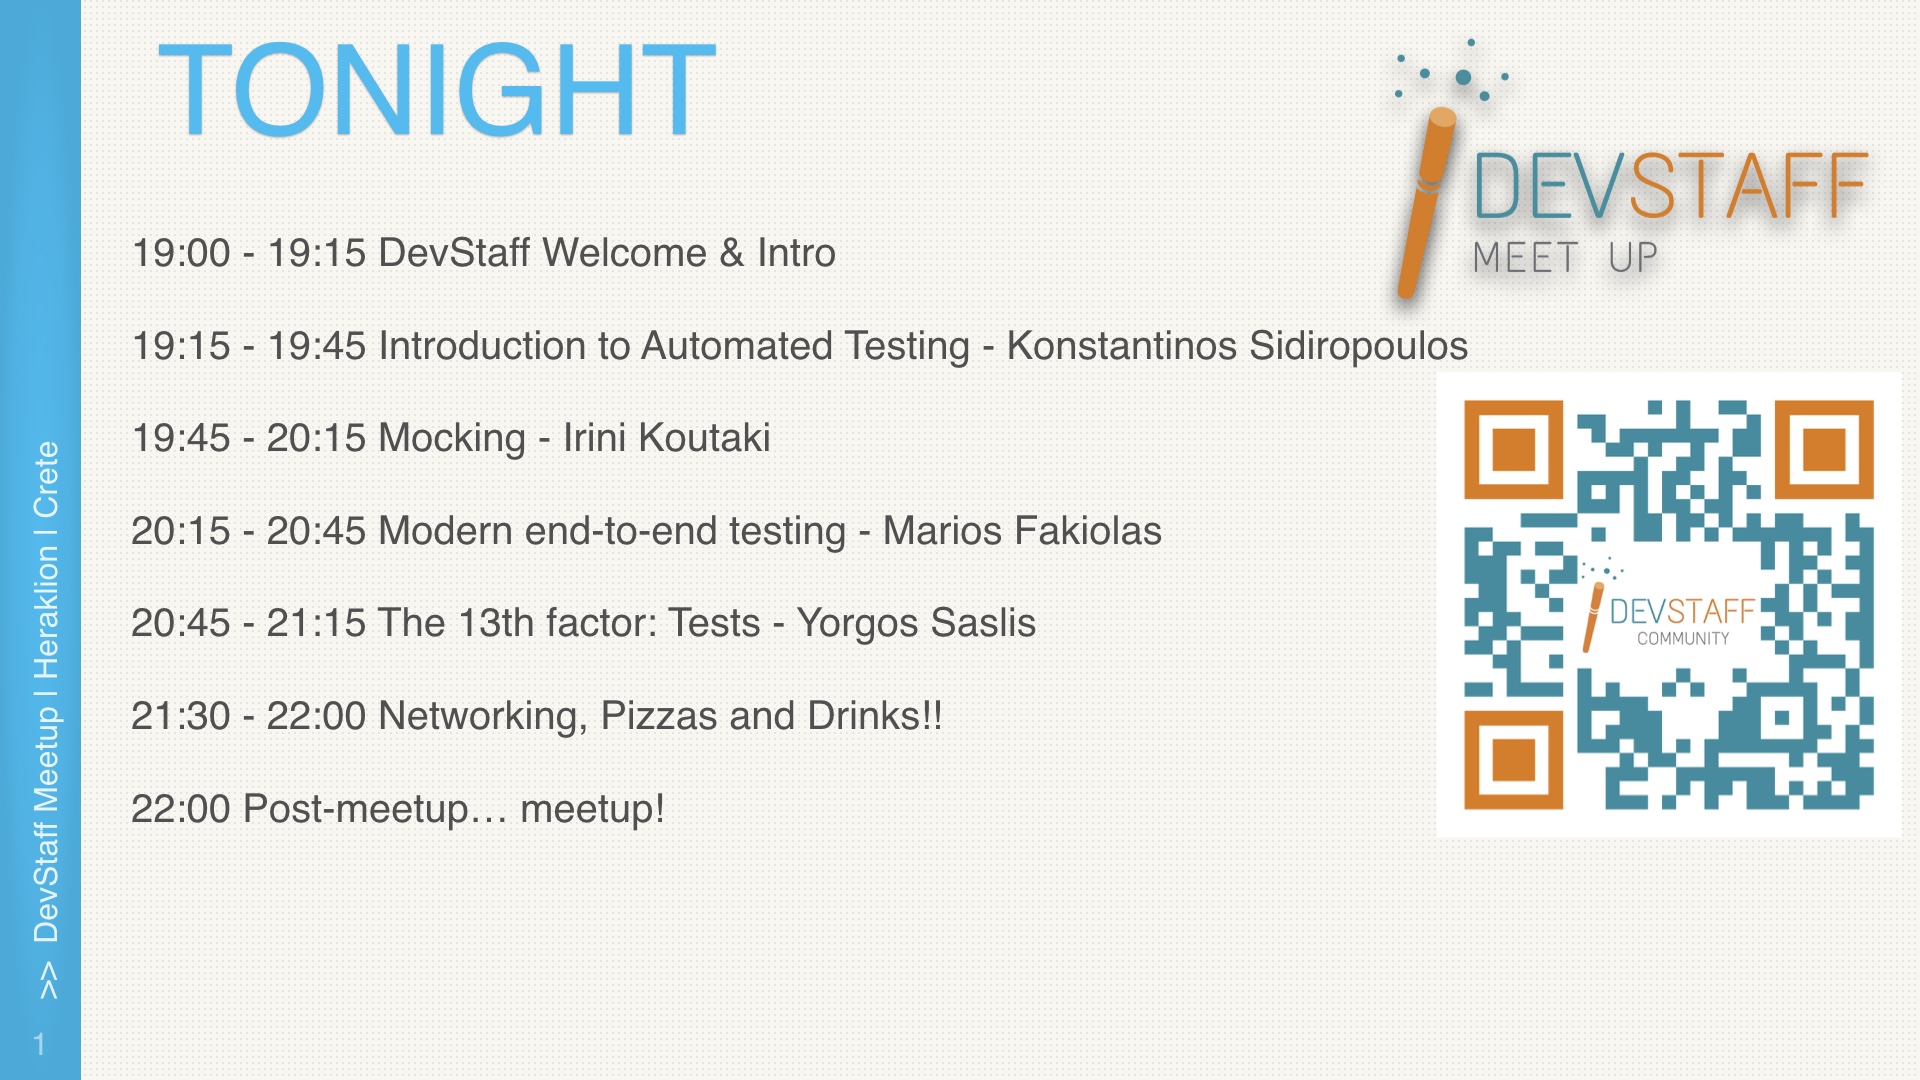 TONIGHT
DEVSTAFF
MEET UP
19:00 - 19:15 DevStaff Welcome & Intro
19:15 - 19:45 Introduction to Automated Testing - Konstantinos Sidiropoulos
19:45 - 20:15 Mocking - Irini Koutaki
20:15 - 20:45 Modern end-to-end testing - Marios Fakiolas
20:45 - 21:15 The 13th factor: Tests - Yorgos Saslis
21:30 - 22:00 Networking, Pizzas and Drinks!!
22:00 Post-meetup… meetup!
DEVSTAFF
COMMUNITY
>> DevStaff Meetup | Heraklion | Crete
1